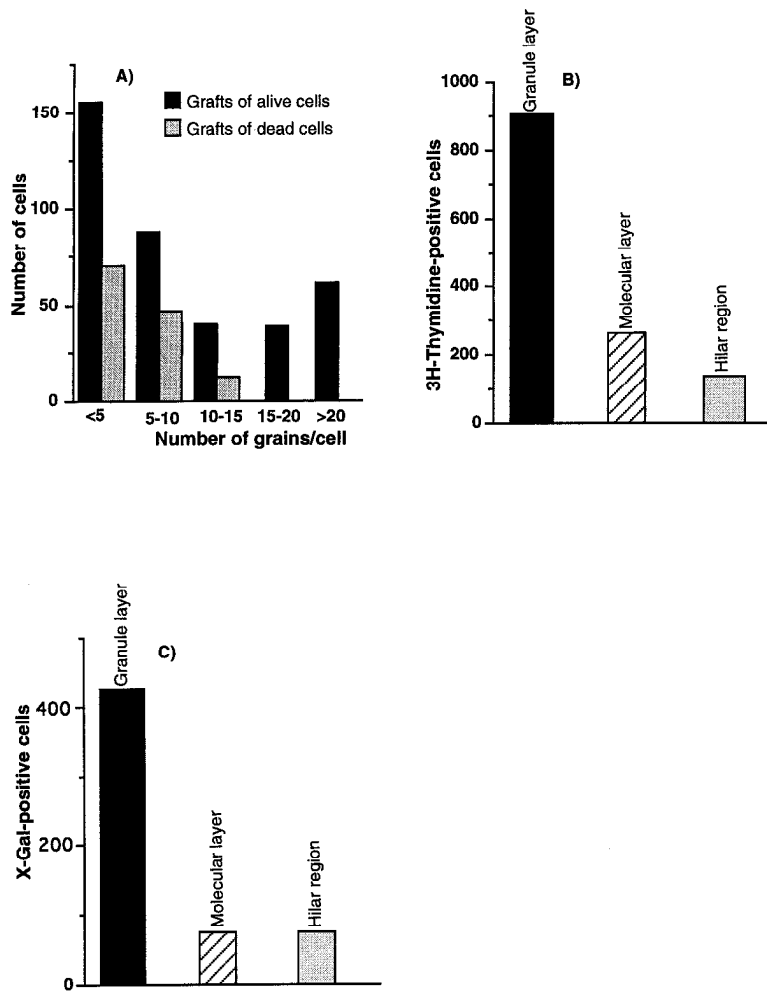 A)
150
100
50
0
Number of cells
Grafts of alive cells
Grafts of dead cells
<5 5-10 10-15 15-20 >20
Number of grains/cell
B)
1000
800
600
400
200
0
3H-Thymidine-positive cells
Granule layer
Molecular layer
Hilar region
C)
400
200
0
X-Gal-positive cells
Granule layer
Molecular layer
Hilar region